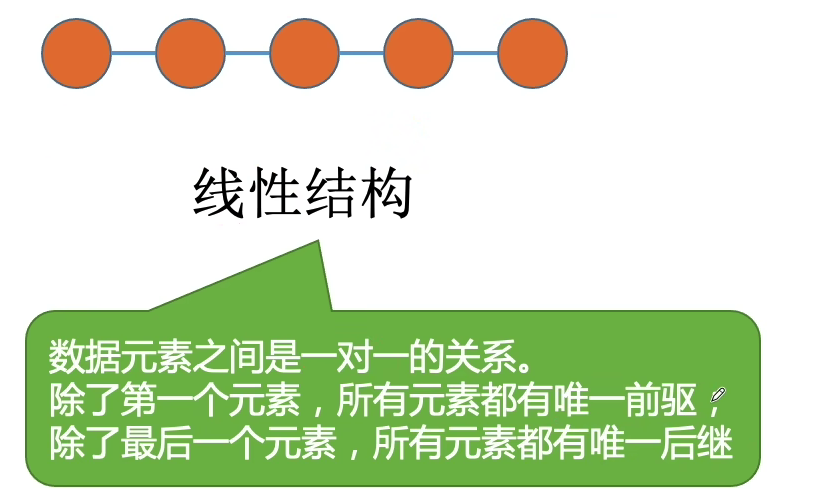 线性结构
数据元素之间是一对一的关系。
除了第一个元素，所有元素都有唯一前驱；
除了最后一个元素，所有元素都有唯一后继